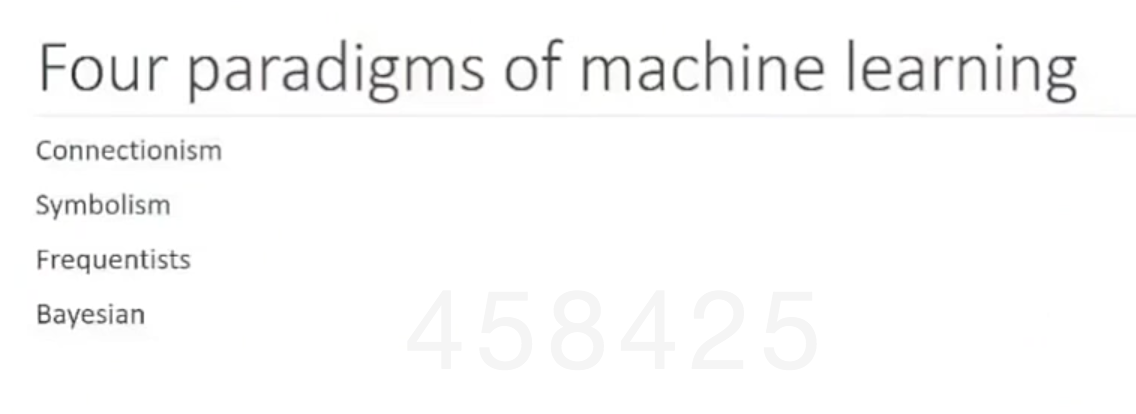 Four paradigms of machine learning
Connectionism
Symbolism
Frequentists
Bayesian
458425